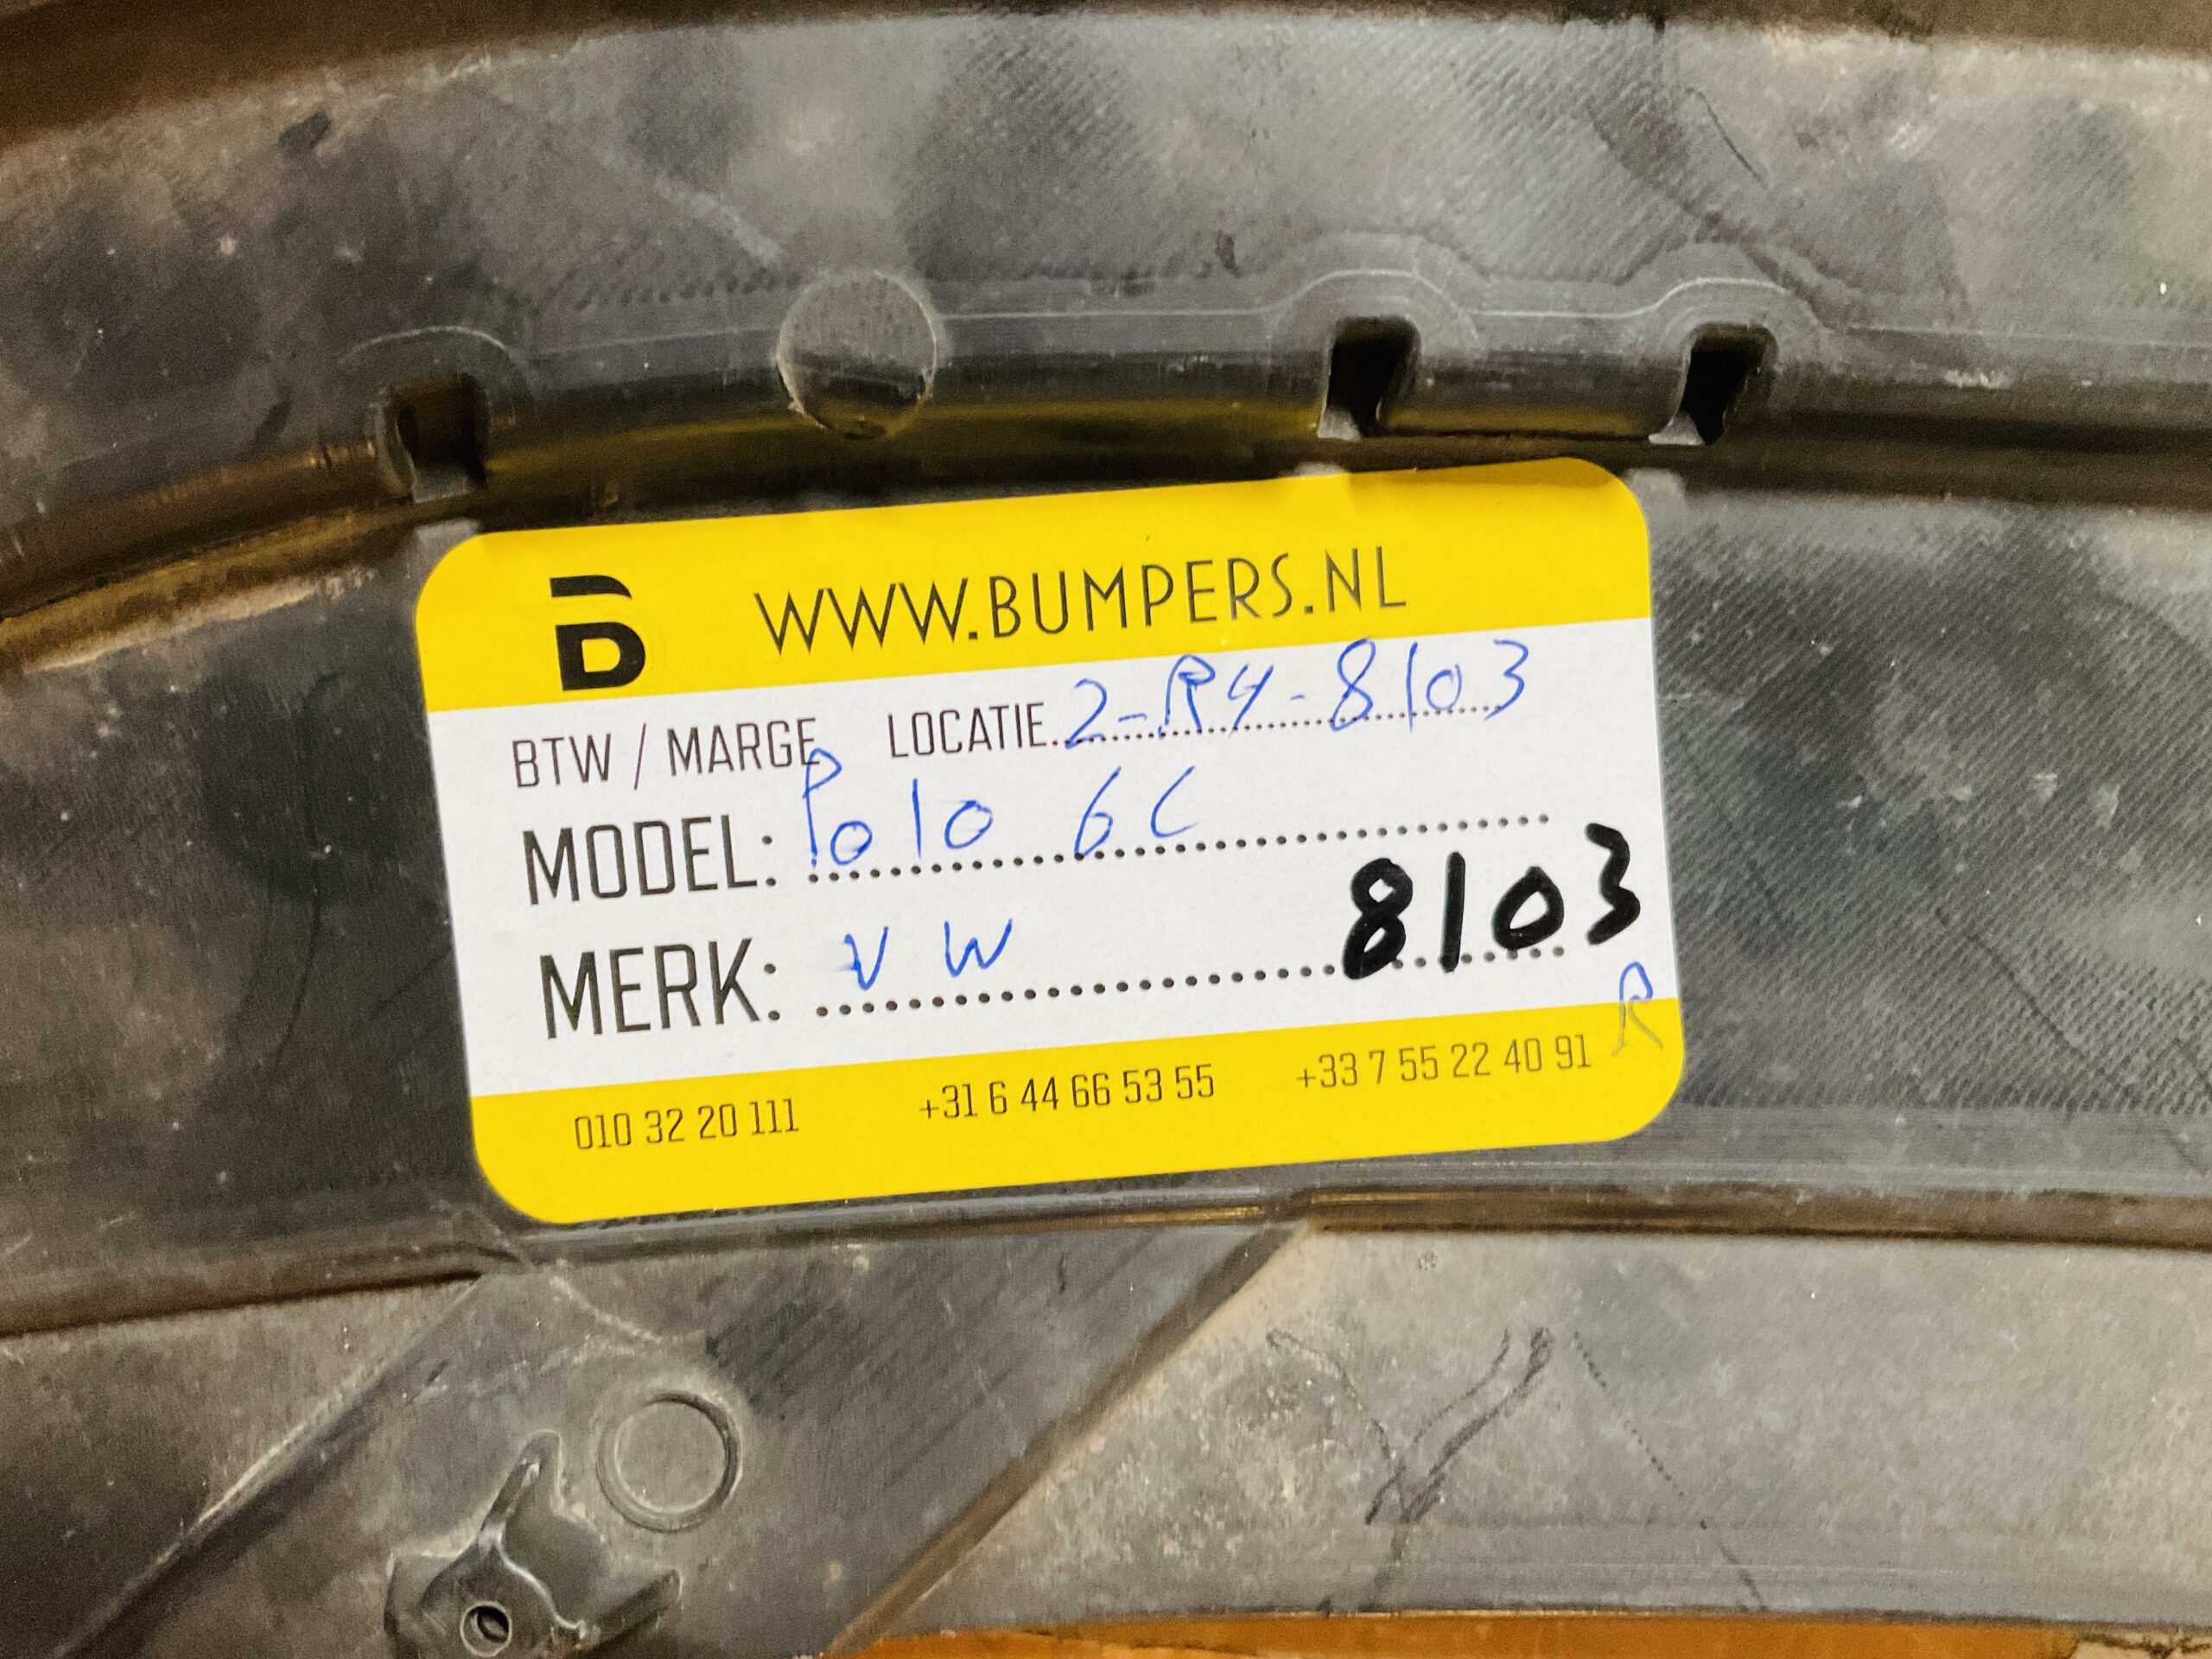 WWW.BUMPERS.NL
BTW / MARGE LOCATIE 2-R4-8103
MODEL: Polo 6C
MERK: VW 8103
R
010 32 20 111 +31 6 44 66 53 55 +33 7 55 22 40 91